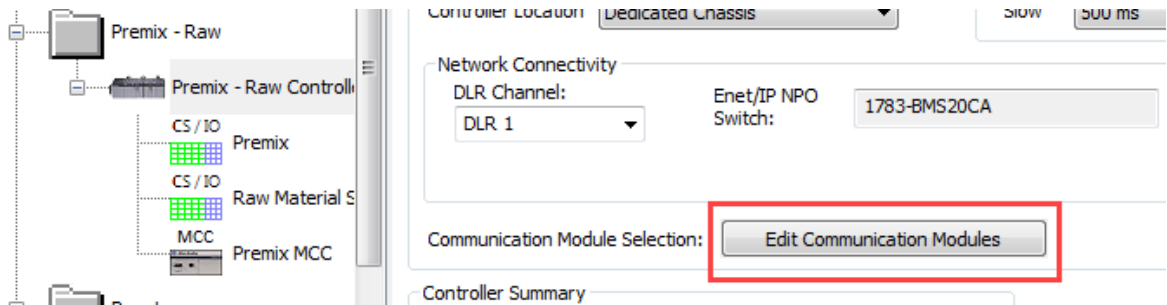 Controller Location Dedicated Chassis Slow 500 ms
Premix - Raw
Network Connectivity
Premix - Raw Controlle
DLR Channel:
DLR 1
Enet/IP NPO
Switch:
1783-BMS20CA
CS / IO
Premix
CS / IO
Raw Material S
MCC
Premix MCC
Communication Module Selection: Edit Communication Modules
Controller Summary